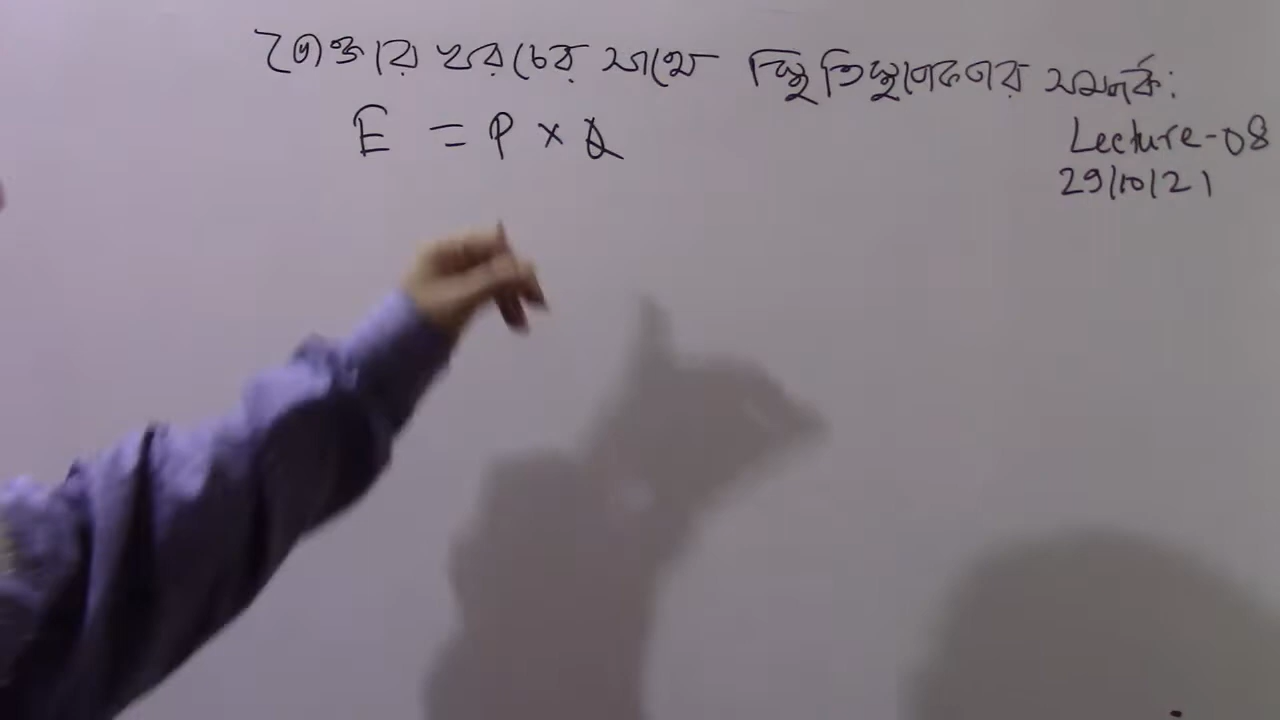 ভোক্তার খরচের সাথে স্থিতিস্থাপকতার সম্পর্ক:
E = P × Q
Lecture-08
29/10/21